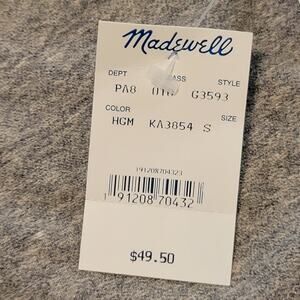 Madewell
DEPT STYLE
PA8 G3593
COLOR SIZE
HGM KA3854 S
191208704323
1 91208 70432
$49.50